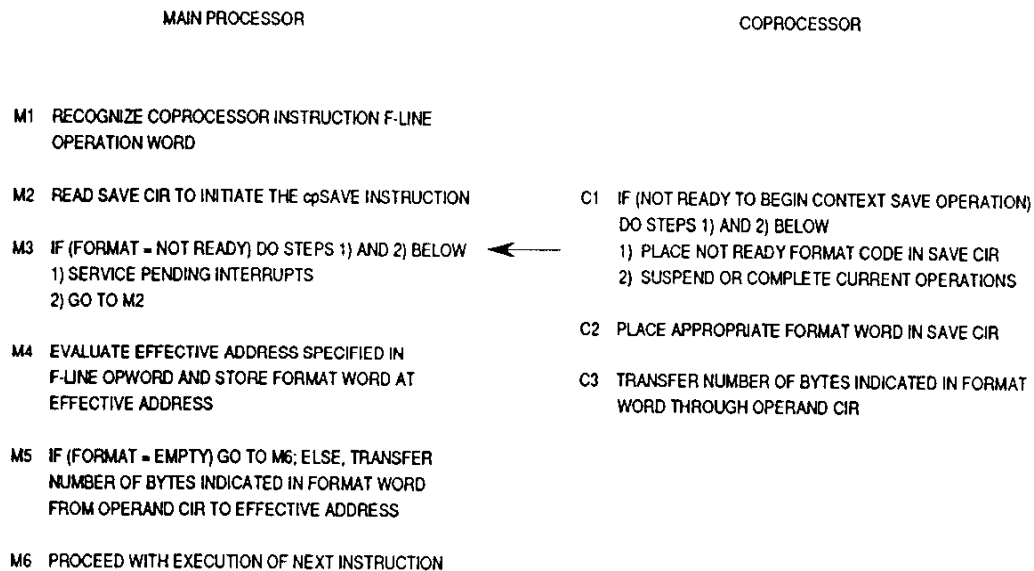 MAIN PROCESSOR
M1 RECOGNIZE COPROCESSOR INSTRUCTION F-LINE
OPERATION WORD
M2 READ SAVE CIR TO INITIATE THE cpSAVE INSTRUCTION
M3 IF (FORMAT = NOT READY) DO STEPS 1) AND 2) BELOW
1) SERVICE PENDING INTERRUPTS
2) GO TO M2
M4 EVALUATE EFFECTIVE ADDRESS SPECIFIED IN
F-LINE OPWORD AND STORE FORMAT WORD AT
EFFECTIVE ADDRESS
M5 IF (FORMAT = EMPTY) GO TO M6; ELSE, TRANSFER
NUMBER OF BYTES INDICATED IN FORMAT WORD
FROM OPERAND CIR TO EFFECTIVE ADDRESS
M6 PROCEED WITH EXECUTION OF NEXT INSTRUCTION
COPROCESSOR
C1 IF (NOT READY TO BEGIN CONTEXT SAVE OPERATION)
DO STEPS 1) AND 2) BELOW
1) PLACE NOT READY FORMAT CODE IN SAVE CIR
2) SUSPEND OR COMPLETE CURRENT OPERATIONS
C2 PLACE APPROPRIATE FORMAT WORD IN SAVE CIR
C3 TRANSFER NUMBER OF BYTES INDICATED IN FORMAT
WORD THROUGH OPERAND CIR